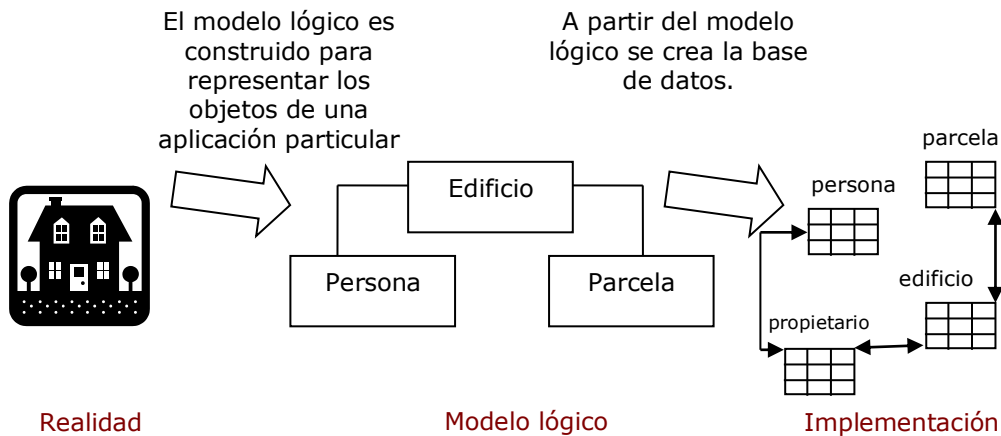 El modelo lógico es
construido para
representar los
objetos de una
aplicación particular
A partir del modelo
lógico se crea la base
de datos.
Edificio
Persona
Parcela
parcela
persona
edificio
propietario
Realidad
Modelo lógico
Implementación